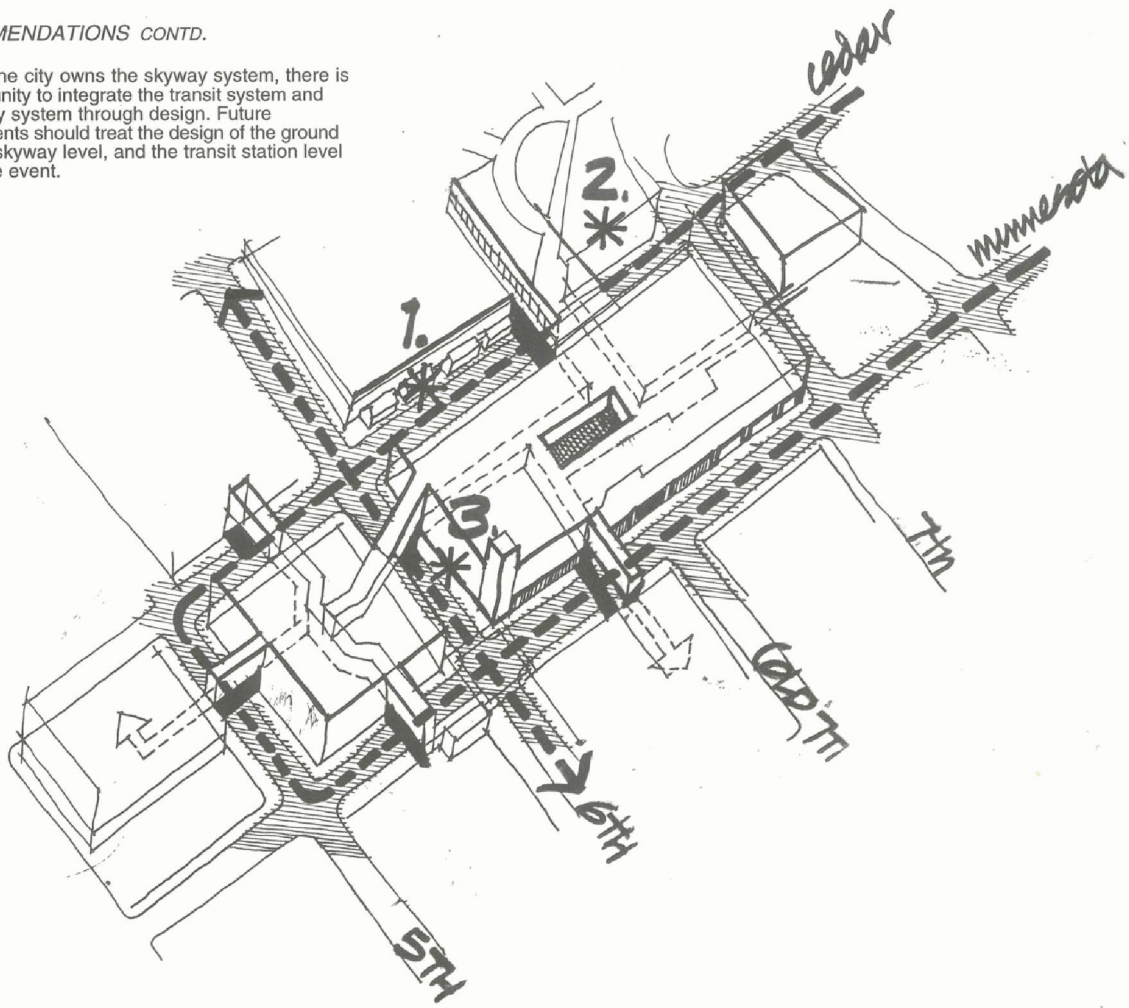 MENDATIONS CONTD.
he city owns the skyway system, there is
unity to integrate the transit system and
y system through design. Future
ents should treat the design of the ground
skyway level, and the transit station level
e event.
cedar
minnesota
2.
1.
3.
7TH
6TH
5TH